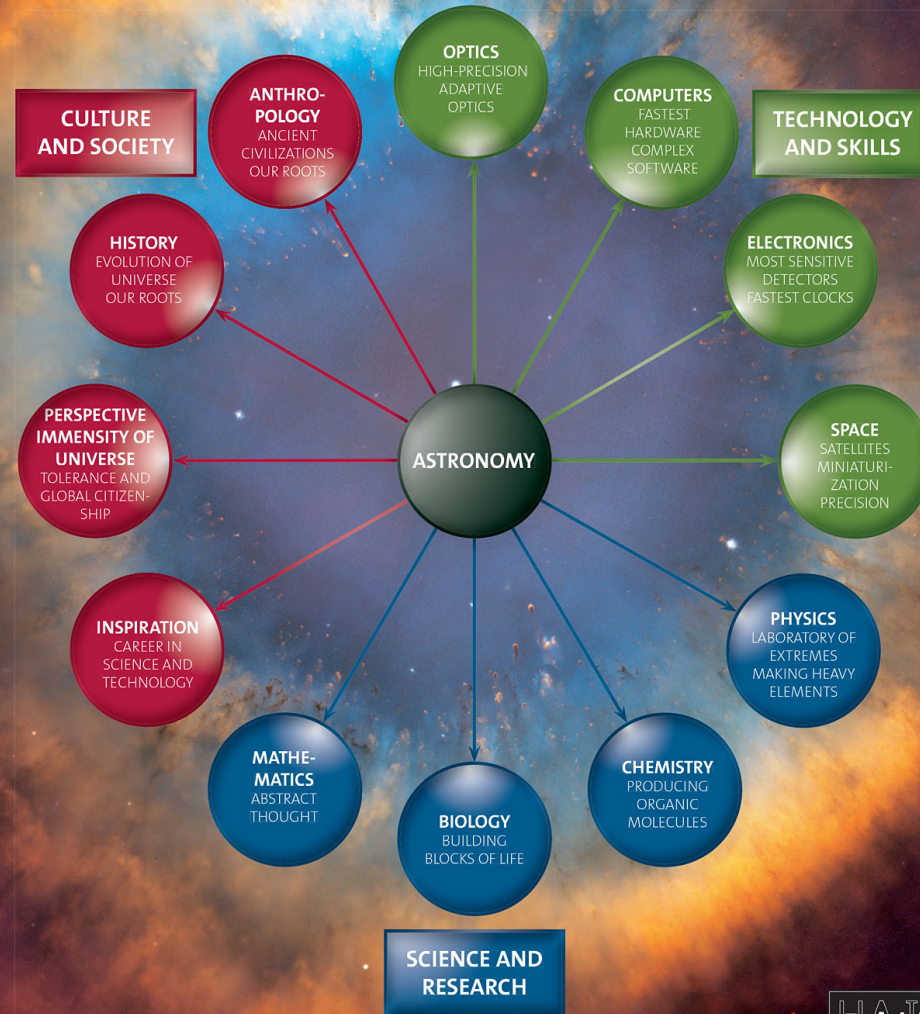 OPTICS
HIGH-PRECISION
ADAPTIVE
OPTICS
ANTHRO-
POLOGY
ANCIENT
CIVILIZATIONS
OUR ROOTS
COMPUTERS
FASTEST
HARDWARE
COMPLEX
SOFTWARE
CULTURE
AND SOCIETY
TECHNOLOGY
AND SKILLS
HISTORY
EVOLUTION OF
UNIVERSE
OUR ROOTS
ELECTRONICS
MOST SENSITIVE
DETECTORS
FASTEST CLOCKS
PERSPECTIVE
IMMENSITY OF
UNIVERSE
TOLERANCE AND
GLOBAL CITIZEN-
SHIP
ASTRONOMY
SPACE
SATELLITES
MINIATURI-
ZATION
PRECISION
INSPIRATION
CAREER IN
SCIENCE AND
TECHNOLOGY
PHYSICS
LABORATORY OF
EXTREMES
MAKING HEAVY
ELEMENTS
MATHE-
MATICS
ABSTRACT
THOUGHT
BIOLOGY
BUILDING
BLOCKS OF LIFE
CHEMISTRY
PRODUCING
ORGANIC
MOLECULES
SCIENCE AND
RESEARCH